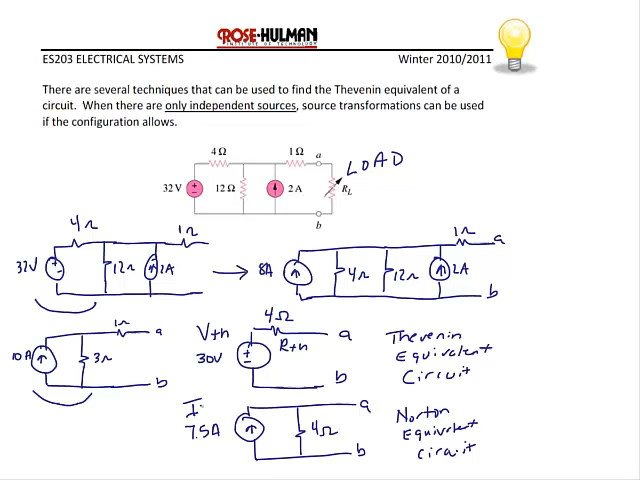 ROSE-HULMAN
INSTITUTE OF TECHNOLOGY
ES203 ELECTRICAL SYSTEMS Winter 2010/2011
There are several techniques that can be used to find the Thevenin equivalent of a
circuit. When there are only independent sources, source transformations can be used
if the configuration allows.
4 Ω 1 Ω a LOAD
32 V 12 Ω 2 A RL
b
4Ω 1Ω 1Ω a
32V 12Ω 2A 8A 4Ω 12Ω 2A
b
1Ω a Vth 4Ω a Thevenin
10A 3Ω 30V Rth Equivalent
b b Circuit
I a Norton
7.5A 4Ω Equivalent
b Circuit